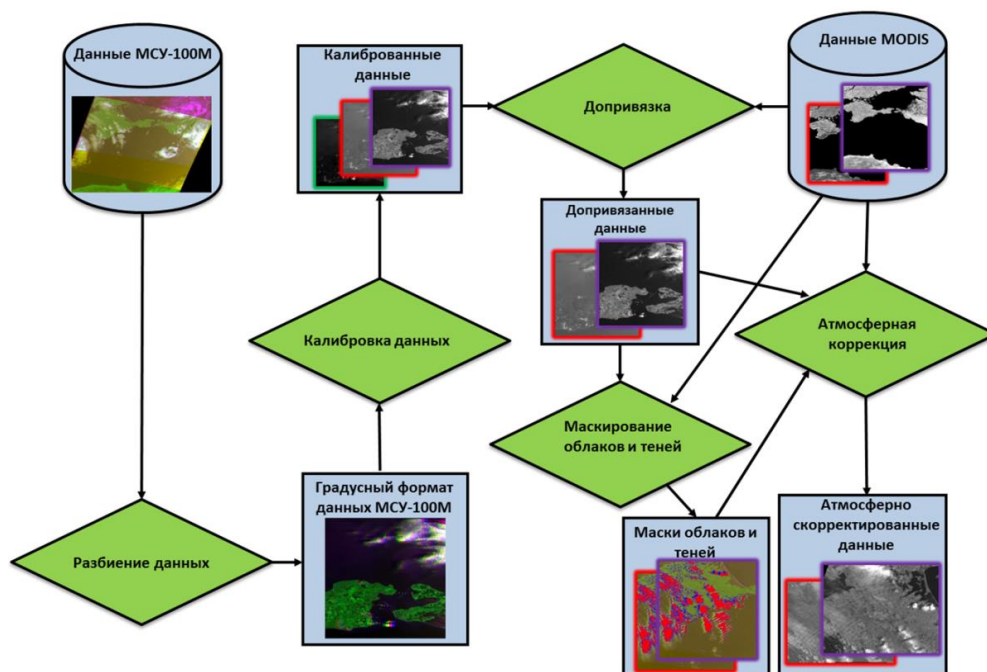 Данные МСУ-100М
Разбиение данных
Градусный формат
данных МСУ-100М
Калибровка данных
Калиброванные
данные
Допривязка
Данные MODIS
Допривязанные
данные
Маскирование
облаков и теней
Маски облаков и
теней
Атмосферная
коррекция
Атмосферно
скорректированные
данные